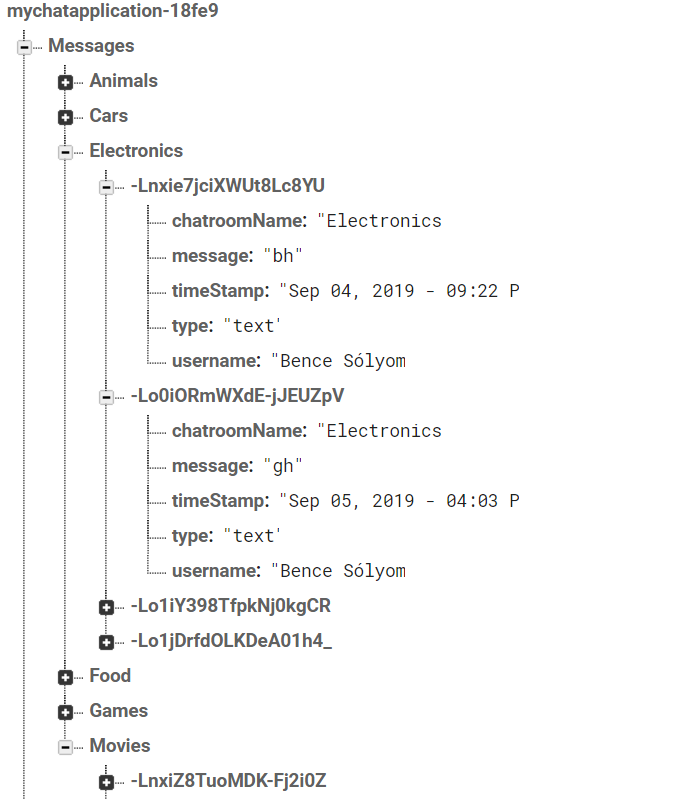 mychatapplication-18fe9
Messages
Animals
Cars
Electronics
-Lnxie7jciXWUt8Lc8YU
chatroomName: "Electronics
message: "bh"
timeStamp: "Sep 04, 2019 - 09:22 P
type: "text'
username: "Bence Sólyom
-Lo0iORmWXdE-jJEUZpV
chatroomName: "Electronics
message: "gh"
timeStamp: "Sep 05, 2019 - 04:03 P
type: "text'
username: "Bence Sólyom
-Lo1iY398TfpkNj0kgCR
-Lo1jDrfdOLKDeA01h4_
Food
Games
Movies
-LnxiZ8TuoMDK-Fj2i0Z